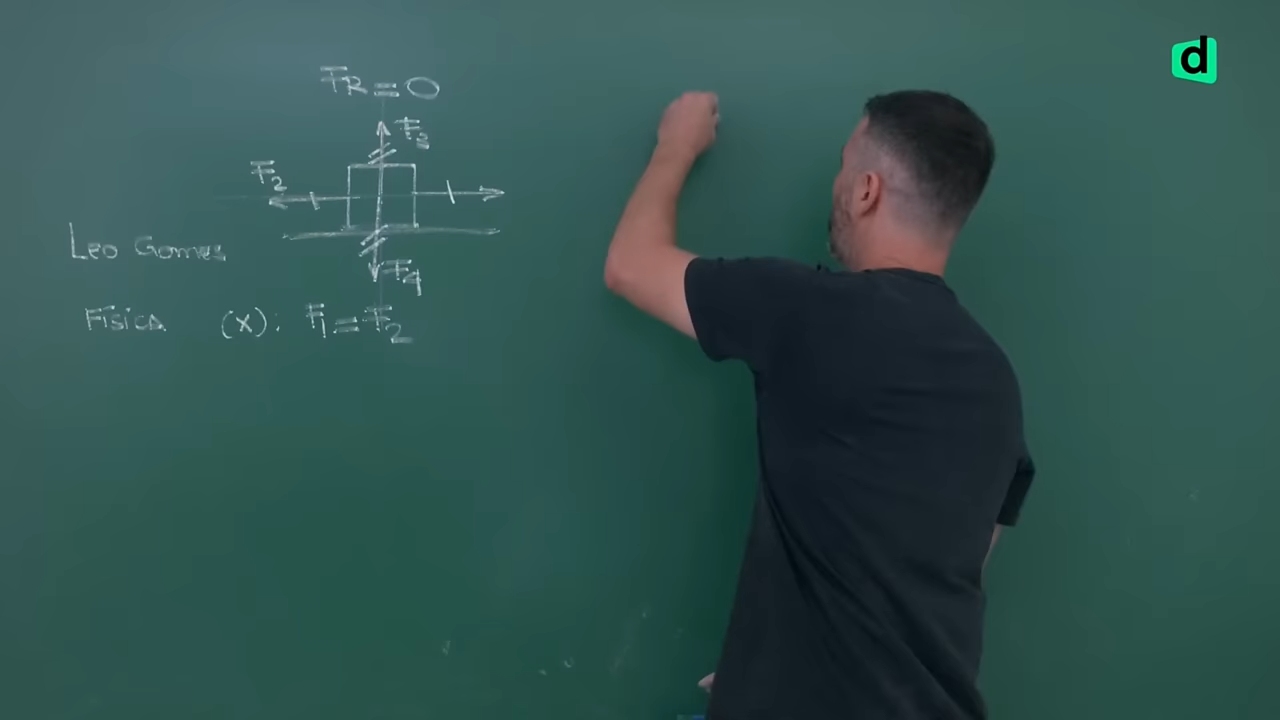 FR = 0
F3
F2
F4
Leo Gomes
Física (x): F1 = F2
d